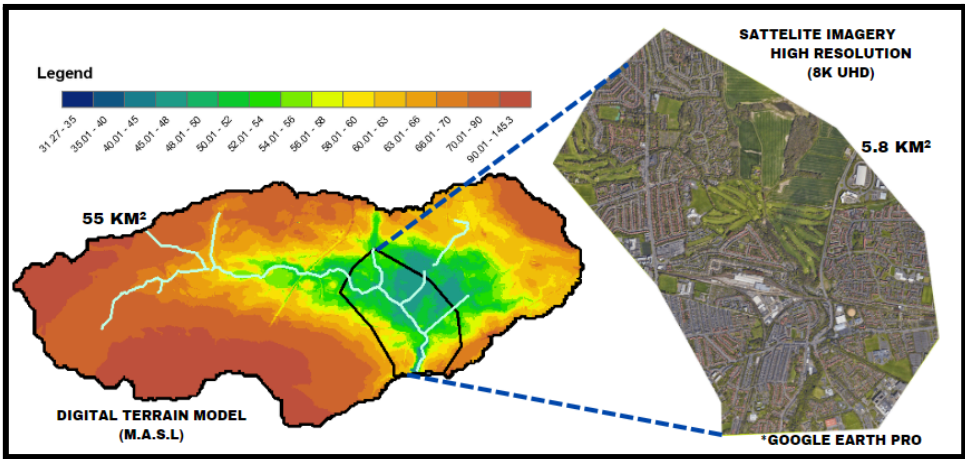 SATTELITE IMAGERY
HIGH RESOLUTION
(8K UHD)
Legend
31.27 - 35
35.01 - 40
40.01 - 45
45.01 - 48
48.01 - 50
50.01 - 52
52.01 - 54
54.01 - 56
56.01 - 58
58.01 - 60
60.01 - 63
63.01 - 66
66.01 - 70
70.01 - 90
90.01 - 145.3
5.8 KM²
55 KM²
DIGITAL TERRAIN MODEL
(M.A.S.L)
*GOOGLE EARTH PRO